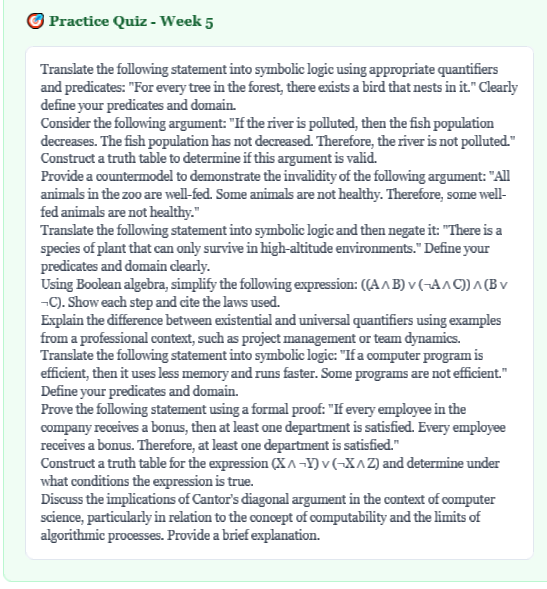 Practice Quiz - Week 5
Translate the following statement into symbolic logic using appropriate quantifiers
and predicates: "For every tree in the forest, there exists a bird that nests in it." Clearly
define your predicates and domain.
Consider the following argument: "If the river is polluted, then the fish population
decreases. The fish population has not decreased. Therefore, the river is not polluted."
Construct a truth table to determine if this argument is valid.
Provide a countermodel to demonstrate the invalidity of the following argument: "All
animals in the zoo are well-fed. Some animals are not healthy. Therefore, some well-
fed animals are not healthy."
Translate the following statement into symbolic logic and then negate it: "There is a
species of plant that can only survive in high-altitude environments." Define your
predicates and domain clearly.
Using Boolean algebra, simplify the following expression: ((A ∧ B) ∨ (¬A ∧ C)) ∧ (B ∨
¬C). Show each step and cite the laws used.
Explain the difference between existential and universal quantifiers using examples
from a professional context, such as project management or team dynamics.
Translate the following statement into symbolic logic: "If a computer program is
efficient, then it uses less memory and runs faster. Some programs are not efficient."
Define your predicates and domain.
Prove the following statement using a formal proof: "If every employee in the
company receives a bonus, then at least one department is satisfied. Every employee
receives a bonus. Therefore, at least one department is satisfied."
Construct a truth table for the expression (X ∧ ¬Y) ∨ (¬X ∧ Z) and determine under
what conditions the expression is true.
Discuss the implications of Cantor's diagonal argument in the context of computer
science, particularly in relation to the concept of computability and the limits of
algorithmic processes. Provide a brief explanation.